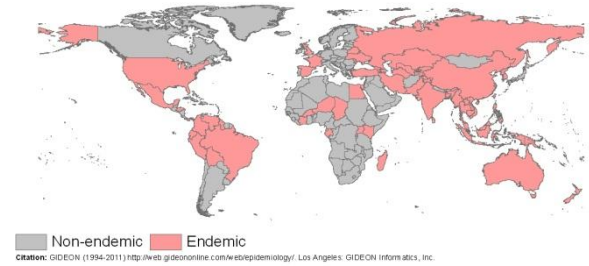 Non-endemic Endemic
Citation: GIDEON (1994-2011) http://web.gideononline.com/web/epidemiology/. Los Angeles: GIDEON Informatics, Inc.